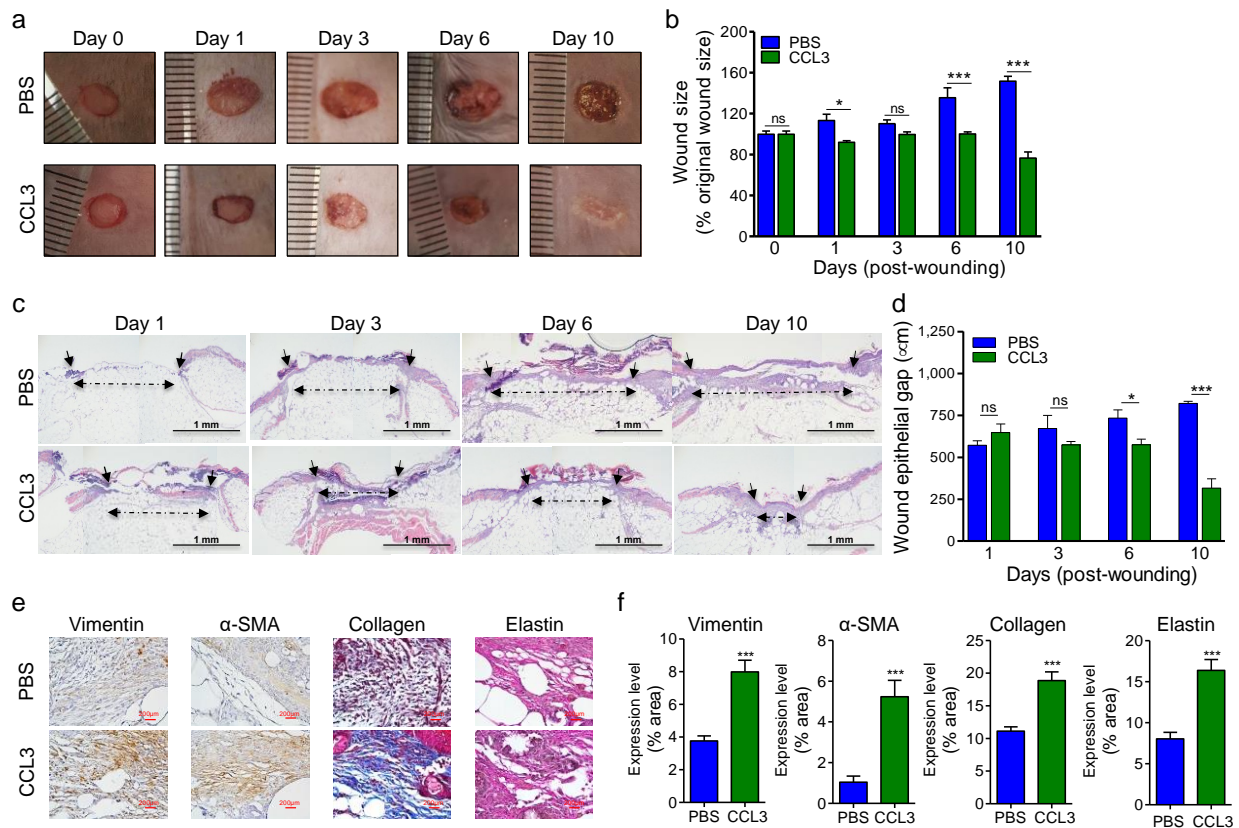 a
Day 0 Day 1 Day 3 Day 6 Day 10
PBS
CCL3
b
Wound size
(% original wound size)
200
160
120
80
40
0
PBS
CCL3
ns * ns *** ***
0 1 3 6 10
Days (post-wounding)
c
Day 1 Day 3 Day 6 Day 10
PBS
1 mm 1 mm 1 mm 1 mm
CCL3
1 mm 1 mm 1 mm 1 mm
d
Wound epithelial gap (∝m)
1,250
1,000
750
500
250
0
PBS
CCL3
ns ns * ***
1 3 6 10
Days (post-wounding)
e
Vimentin α-SMA Collagen Elastin
PBS
200µm 200µm 200µm 200µm
CCL3
200µm 200µm 200µm 200µm
f
Vimentin
Expression level
(% area)
10
8
6
4
2
0
***
PBS CCL3
α-SMA
Expression level
(% area)
8
6
4
2
0
***
PBS CCL3
Collagen
Expression level
(% area)
25
20
15
10
5
0
***
PBS CCL3
Elastin
Expression level
(% area)
20
15
10
5
0
***
PBS CCL3